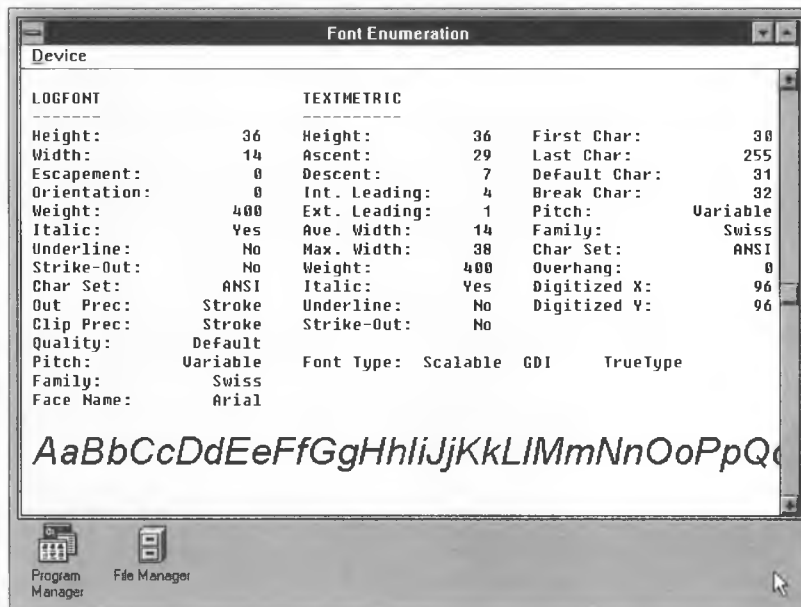 Font Enumeration
Device
LOGFONT TEXTMETRIC
------- ----------
Height: 36 Height: 36 First Char: 30
Width: 14 Ascent: 29 Last Char: 255
Escapement: 0 Descent: 7 Default Char: 31
Orientation: 0 Int. Leading: 4 Break Char: 32
Weight: 400 Ext. Leading: 1 Pitch: Variable
Italic: Yes Ave. Width: 14 Family: Swiss
Underline: No Max. Width: 38 Char Set: ANSI
Strike-Out: No Weight: 400 Overhang: 0
Char Set: ANSI Italic: Yes Digitized X: 96
Out Prec: Stroke Underline: No Digitized Y: 96
Clip Prec: Stroke Strike-Out: No
Quality: Default
Pitch: Variable Font Type: Scalable GDI TrueType
Family: Swiss
Face Name: Arial
AaBbCcDdEeFfGgHhIiJjKkLlMmNnOoPpQ
Program Manager
File Manager